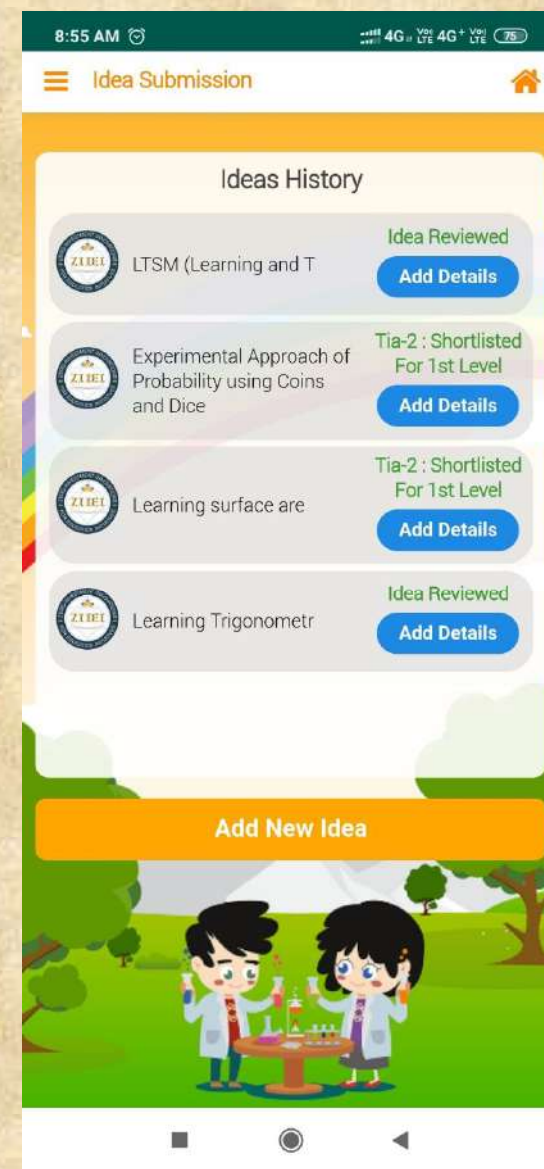 8:55 AM
4G 4G+ VoLTE 75
Idea Submission
Ideas History
ZIIEI
LTSM (Learning and T
Idea Reviewed
Add Details
ZIIEI
Experimental Approach of
Probability using Coins
and Dice
Tia-2 : Shortlisted
For 1st Level
Add Details
ZIIEI
Learning surface are
Tia-2 : Shortlisted
For 1st Level
Add Details
ZIIEI
Learning Trigonometr
Idea Reviewed
Add Details
Add New Idea